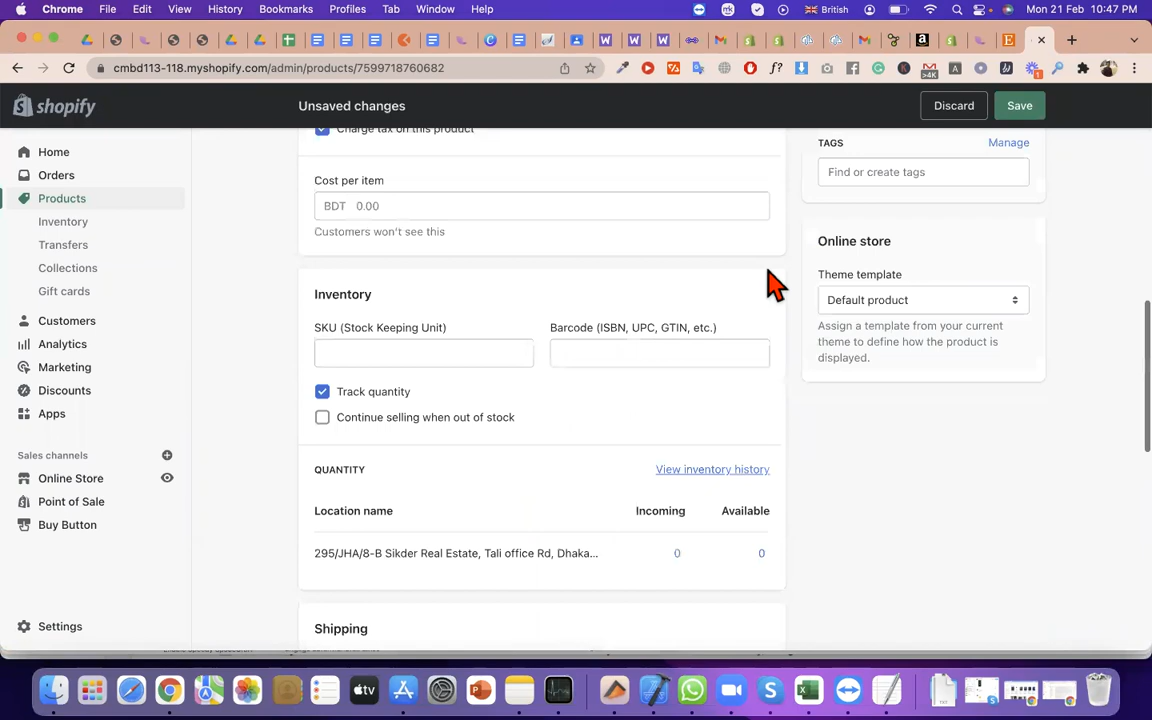 Chrome File Edit View History Bookmarks Profiles Tab Window Help British Mon 21 Feb 10:47 PM
cmbd113-118.myshopify.com/admin/products/7599718760682
shopify Unsaved changes Discard Save
Home
Orders
Products
Inventory
Transfers
Collections
Gift cards
Customers
Analytics
Marketing
Discounts
Apps
Sales channels
Online Store
Point of Sale
Buy Button
Settings
Charge tax on this product
Cost per item
BDT 0.00
Customers won't see this
Inventory
SKU (Stock Keeping Unit) Barcode (ISBN, UPC, GTIN, etc.)
Track quantity
Continue selling when out of stock
QUANTITY View inventory history
Location name Incoming Available
295/JHA/8-B Sikder Real Estate, Tali office Rd, Dhaka... 0 0
Shipping
TAGS Manage
Find or create tags
Online store
Theme template
Default product
Assign a template from your current
theme to define how the product is
displayed.